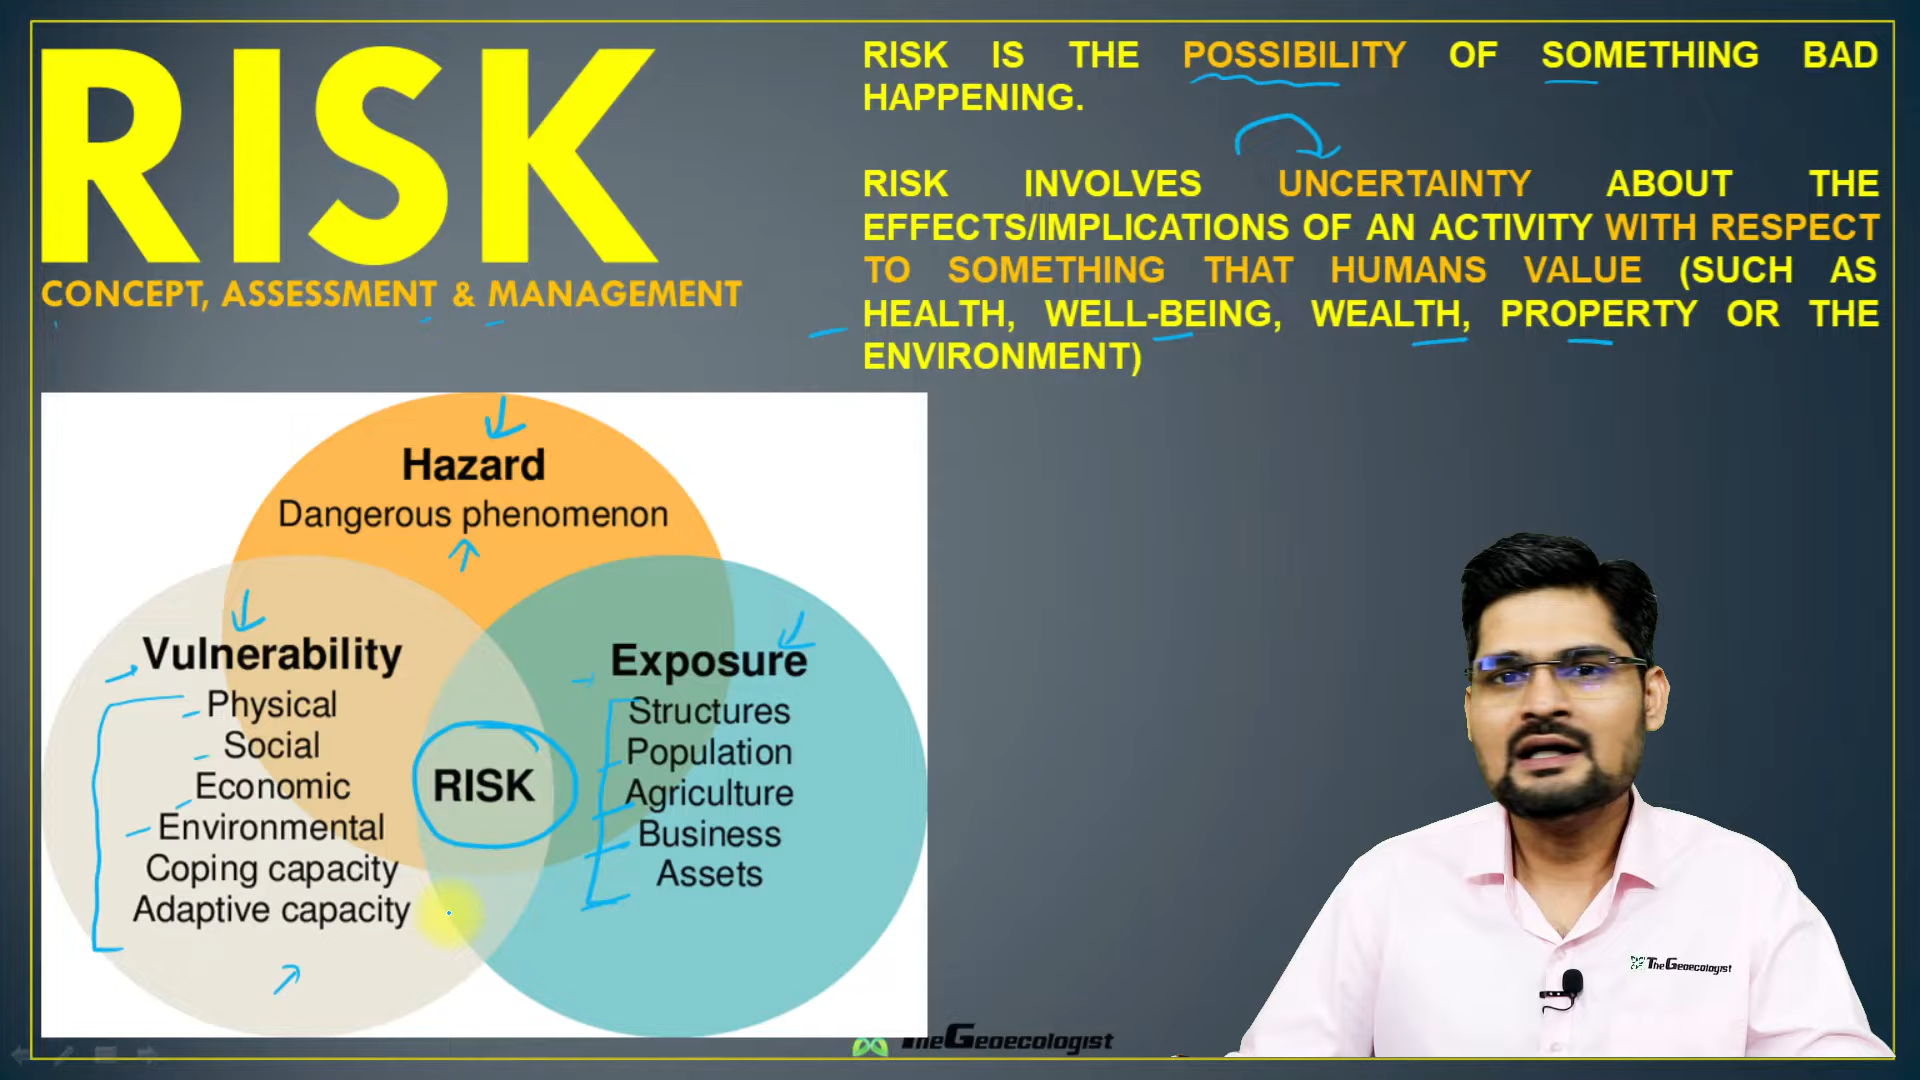 RISK
CONCEPT, ASSESSMENT & MANAGEMENT
RISK IS THE POSSIBILITY OF SOMETHING BAD
HAPPENING.
RISK INVOLVES UNCERTAINTY ABOUT THE
EFFECTS/IMPLICATIONS OF AN ACTIVITY WITH RESPECT
TO SOMETHING THAT HUMANS VALUE (SUCH AS
HEALTH, WELL-BEING, WEALTH, PROPERTY OR THE
ENVIRONMENT)
Hazard
Dangerous phenomenon
Vulnerability
Physical
Social
Economic
Environmental
Coping capacity
Adaptive capacity
RISK
Exposure
Structures
Population
Agriculture
Business
Assets
TheGeoecologist
TheGeoecologist